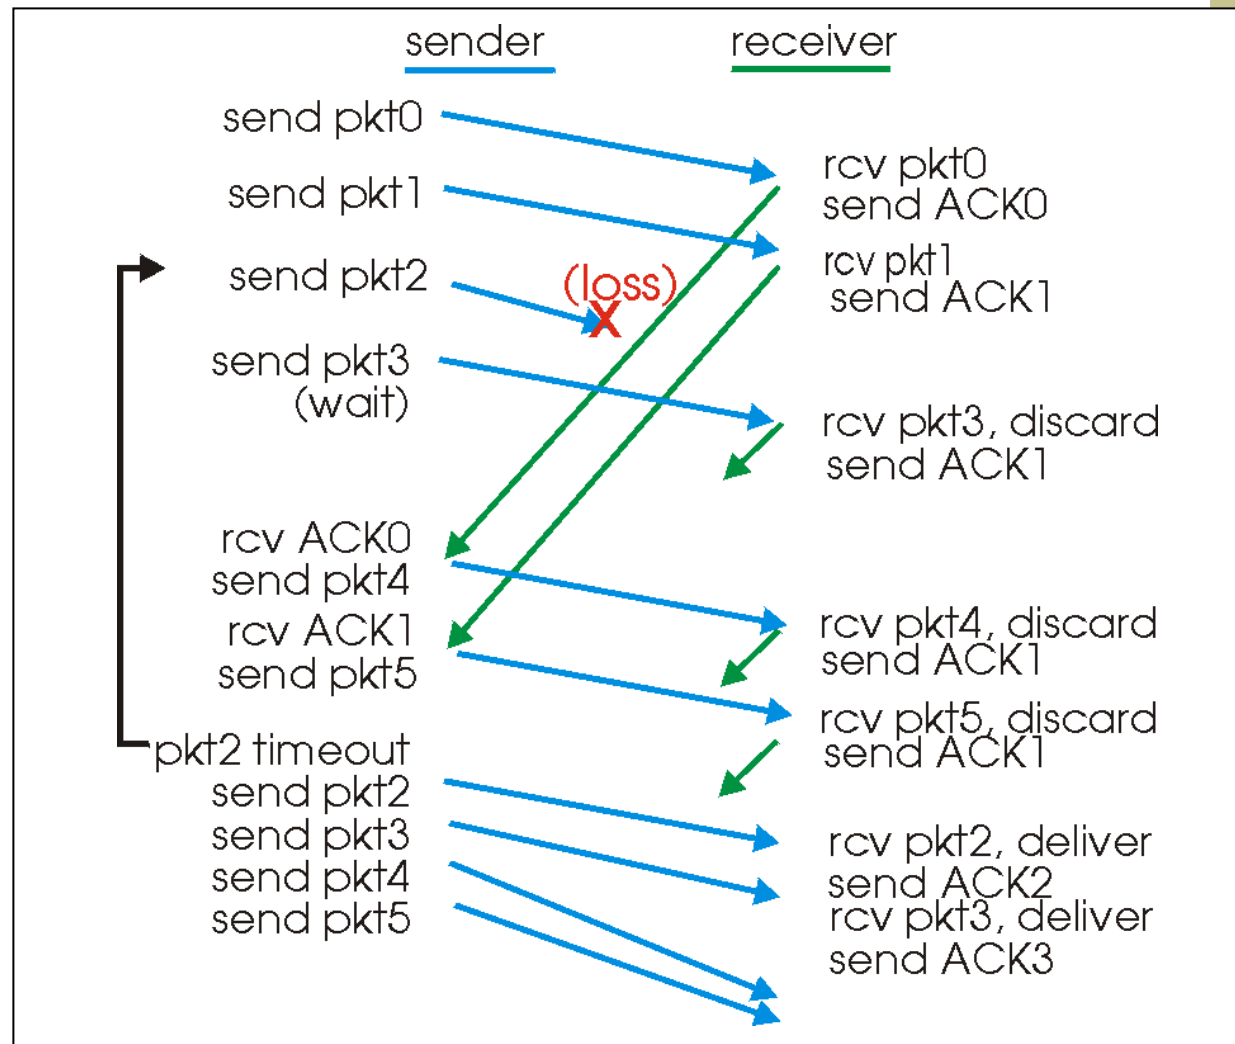 sender
receiver
send pkt0
send pkt1
send pkt2
send pkt3
(wait)
rcv ACK0
send pkt4
rcv ACK1
send pkt5
pkt2 timeout
send pkt2
send pkt3
send pkt4
send pkt5
(loss)
X
rcv pkt0
send ACK0
rcv pkt1
send ACK1
rcv pkt3, discard
send ACK1
rcv pkt4, discard
send ACK1
rcv pkt5, discard
send ACK1
rcv pkt2, deliver
send ACK2
rcv pkt3, deliver
send ACK3